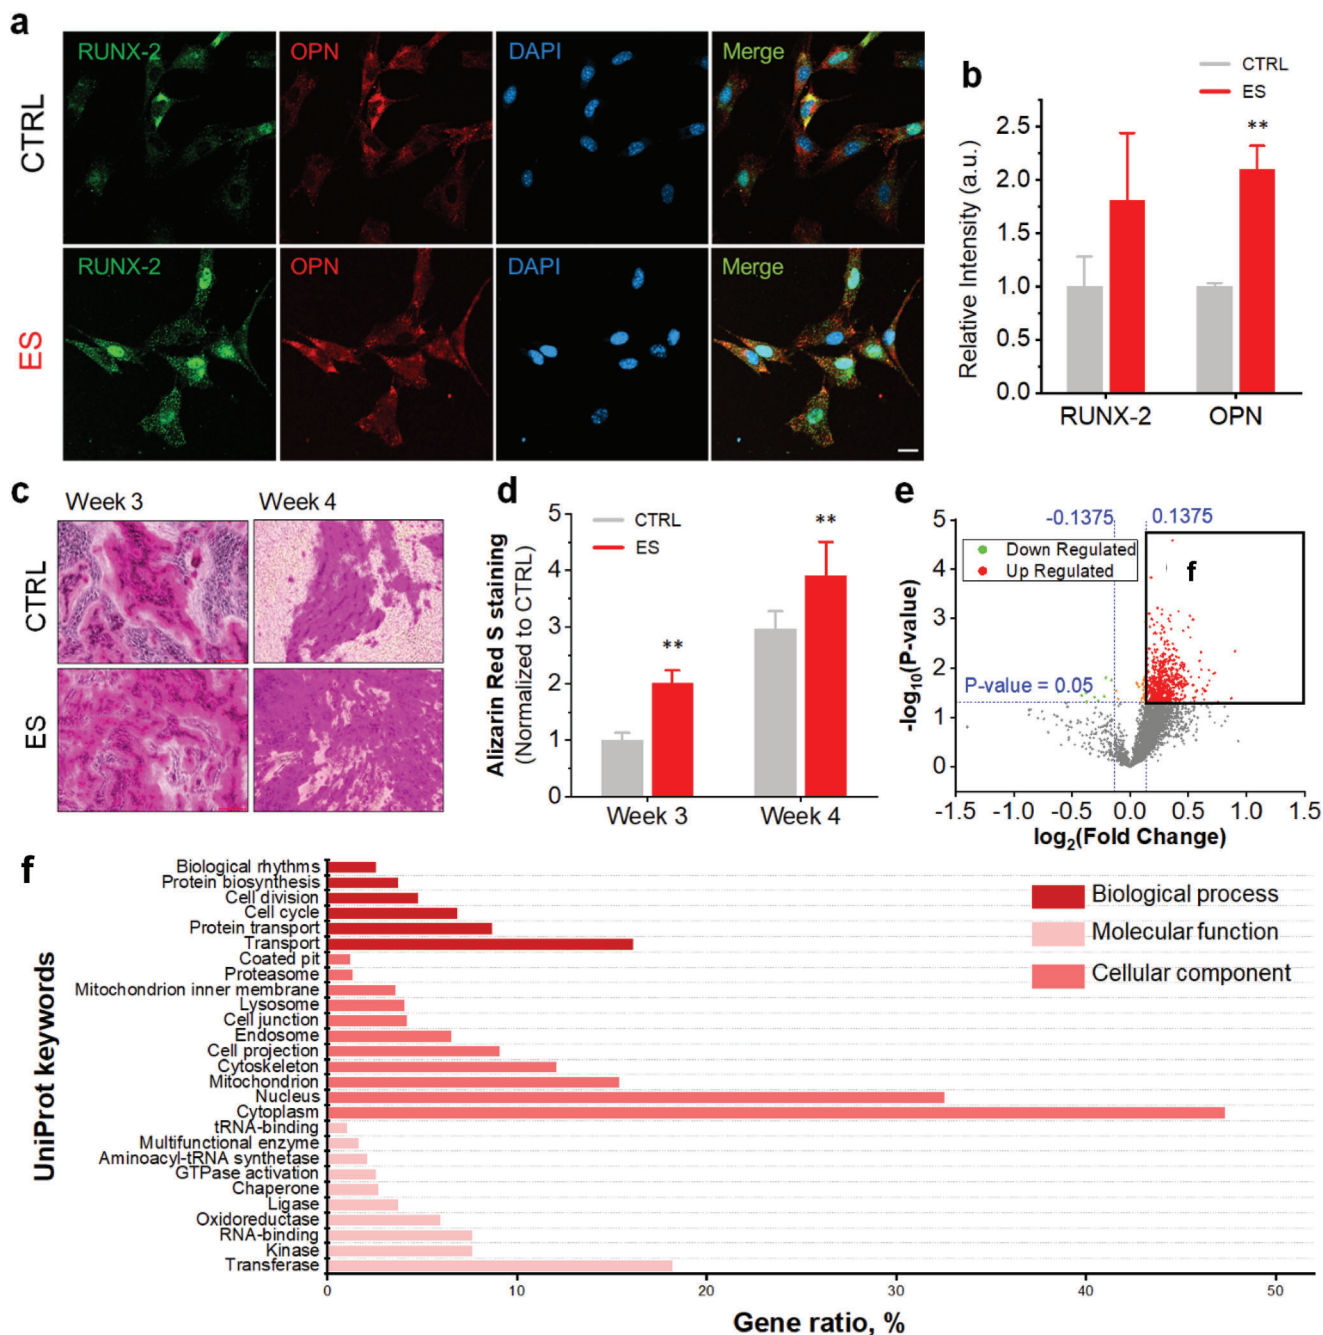 a
RUNX-2 OPN DAPI Merge
CTRL
RUNX-2 OPN DAPI Merge
ES
b
CTRL
ES
Relative Intensity (a.u.)
2.5
2.0
1.5
1.0
0.5
0.0
**
RUNX-2 OPN
c
Week 3 Week 4
CTRL
ES
d
Alizarin Red S staining
(Normalized to CTRL)
5
4
3
2
1
0
CTRL
ES
**
**
Week 3 Week 4
e
-0.1375 0.1375
-log10(P-value)
5
4
3
2
1
0
Down Regulated
Up Regulated
f
P-value = 0.05
-1.5 -1.0 -0.5 0.0 0.5 1.0 1.5
log2(Fold Change)
f
UniProt keywords
Biological rhythms
Protein biosynthesis
Cell division
Cell cycle
Protein transport
Transport
Coated pit
Proteasome
Mitochondrion inner membrane
Lysosome
Cell junction
Endosome
Cell projection
Cytoskeleton
Mitochondrion
Nucleus
Cytoplasm
tRNA-binding
Multifunctional enzyme
Aminoacyl-tRNA synthetase
GTPase activation
Chaperone
Ligase
Oxidoreductase
RNA-binding
Kinase
Transferase
Biological process
Molecular function
Cellular component
0 10 20 30 40 50
Gene ratio, %